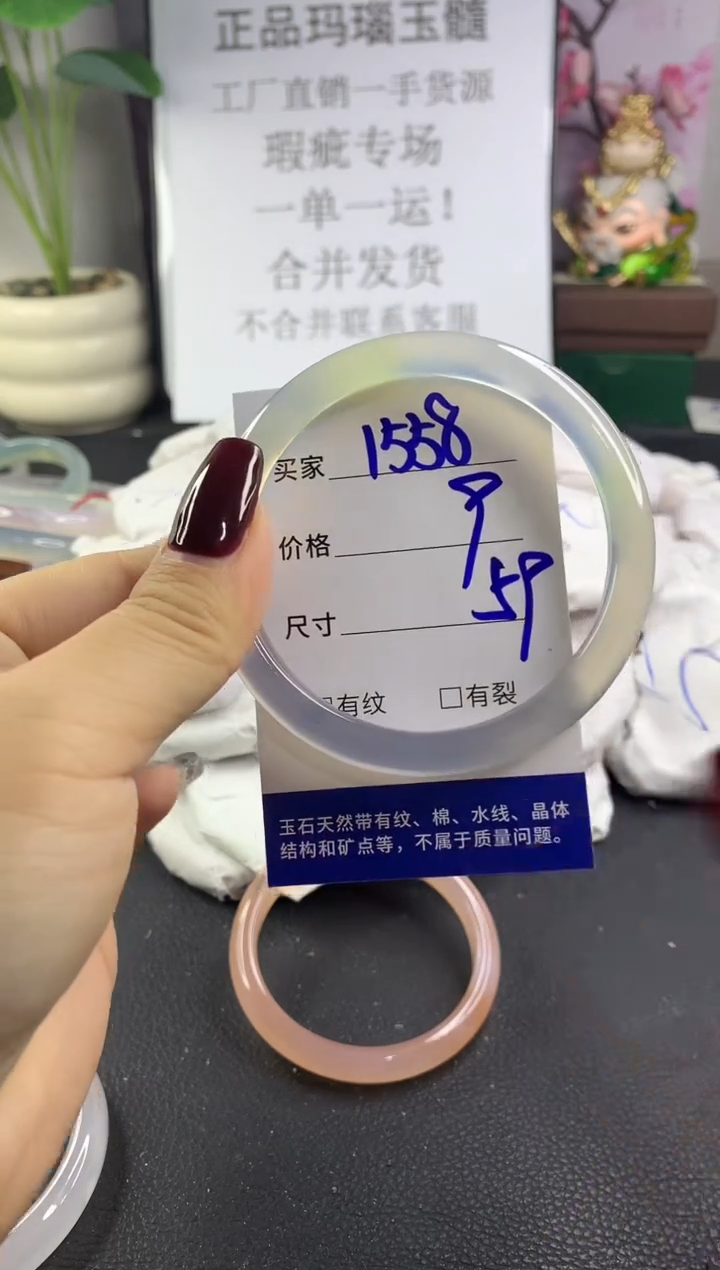 正品玛瑙玉髓
工厂直销一手货源
瑕疵专场
一单一运！
合并发货
不合并联系客服
买家 1558
价格 9
尺寸 59
有纹 □有裂
玉石天然带有纹、棉、水线、晶体
结构和矿点等，不属于质量问题。